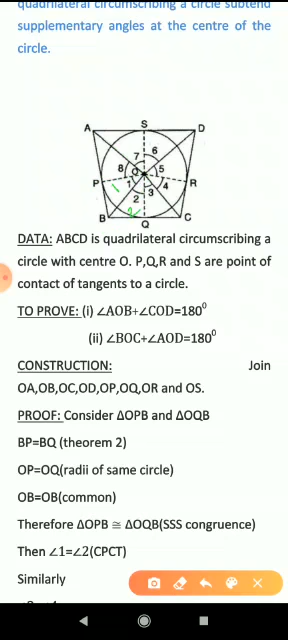 quadrilateral circumscribing a circle subtend
supplementary angles at the centre of the
circle.
A S D
7 6
8 O 5
P 1 4 R
2 3
B Q C
DATA: ABCD is quadrilateral circumscribing a
circle with centre O. P,Q,R and S are point of
contact of tangents to a circle.
TO PROVE: (i) ∠AOB+∠COD=180⁰
(ii) ∠BOC+∠AOD=180⁰
CONSTRUCTION: Join
OA,OB,OC,OD,OP,OQ,OR and OS.
PROOF: Consider ΔOPB and ΔOQB
BP=BQ (theorem 2)
OP=OQ(radii of same circle)
OB=OB(common)
Therefore ΔOPB ≅ ΔOQB(SSS congruence)
Then ∠1=∠2(CPCT)
Similarly